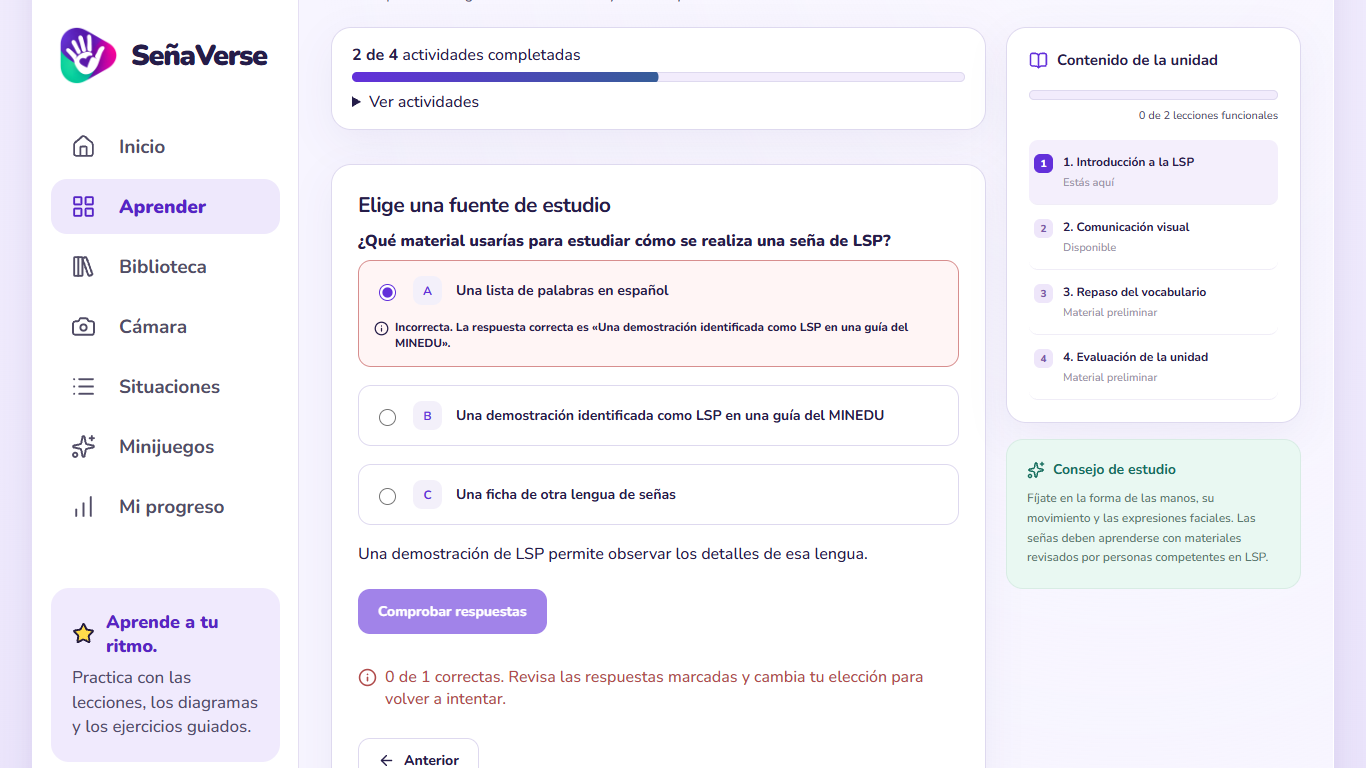 SeñaVerse
Inicio
Aprender
Biblioteca
Cámara
Situaciones
Minijuegos
Mi progreso
Aprende a tu
ritmo.
Practica con las
lecciones, los diagramas
y los ejercicios guiados.
2 de 4 actividades completadas
Ver actividades
Elige una fuente de estudio
¿Qué material usarías para estudiar cómo se realiza una seña de LSP?
A Una lista de palabras en español
Incorrecta. La respuesta correcta es «Una demostración identificada como LSP en una guía del
MINEDU».
B Una demostración identificada como LSP en una guía del MINEDU
C Una ficha de otra lengua de señas
Una demostración de LSP permite observar los detalles de esa lengua.
Comprobar respuestas
0 de 1 correctas. Revisa las respuestas marcadas y cambia tu elección para
volver a intentar.
← Anterior
Contenido de la unidad
0 de 2 lecciones funcionales
1 1. Introducción a la LSP
Estás aquí
2 2. Comunicación visual
Disponible
3 3. Repaso del vocabulario
Material preliminar
4 4. Evaluación de la unidad
Material preliminar
Consejo de estudio
Fíjate en la forma de las manos, su
movimiento y las expresiones faciales. Las
señas deben aprenderse con materiales
revisados por personas competentes en LSP.